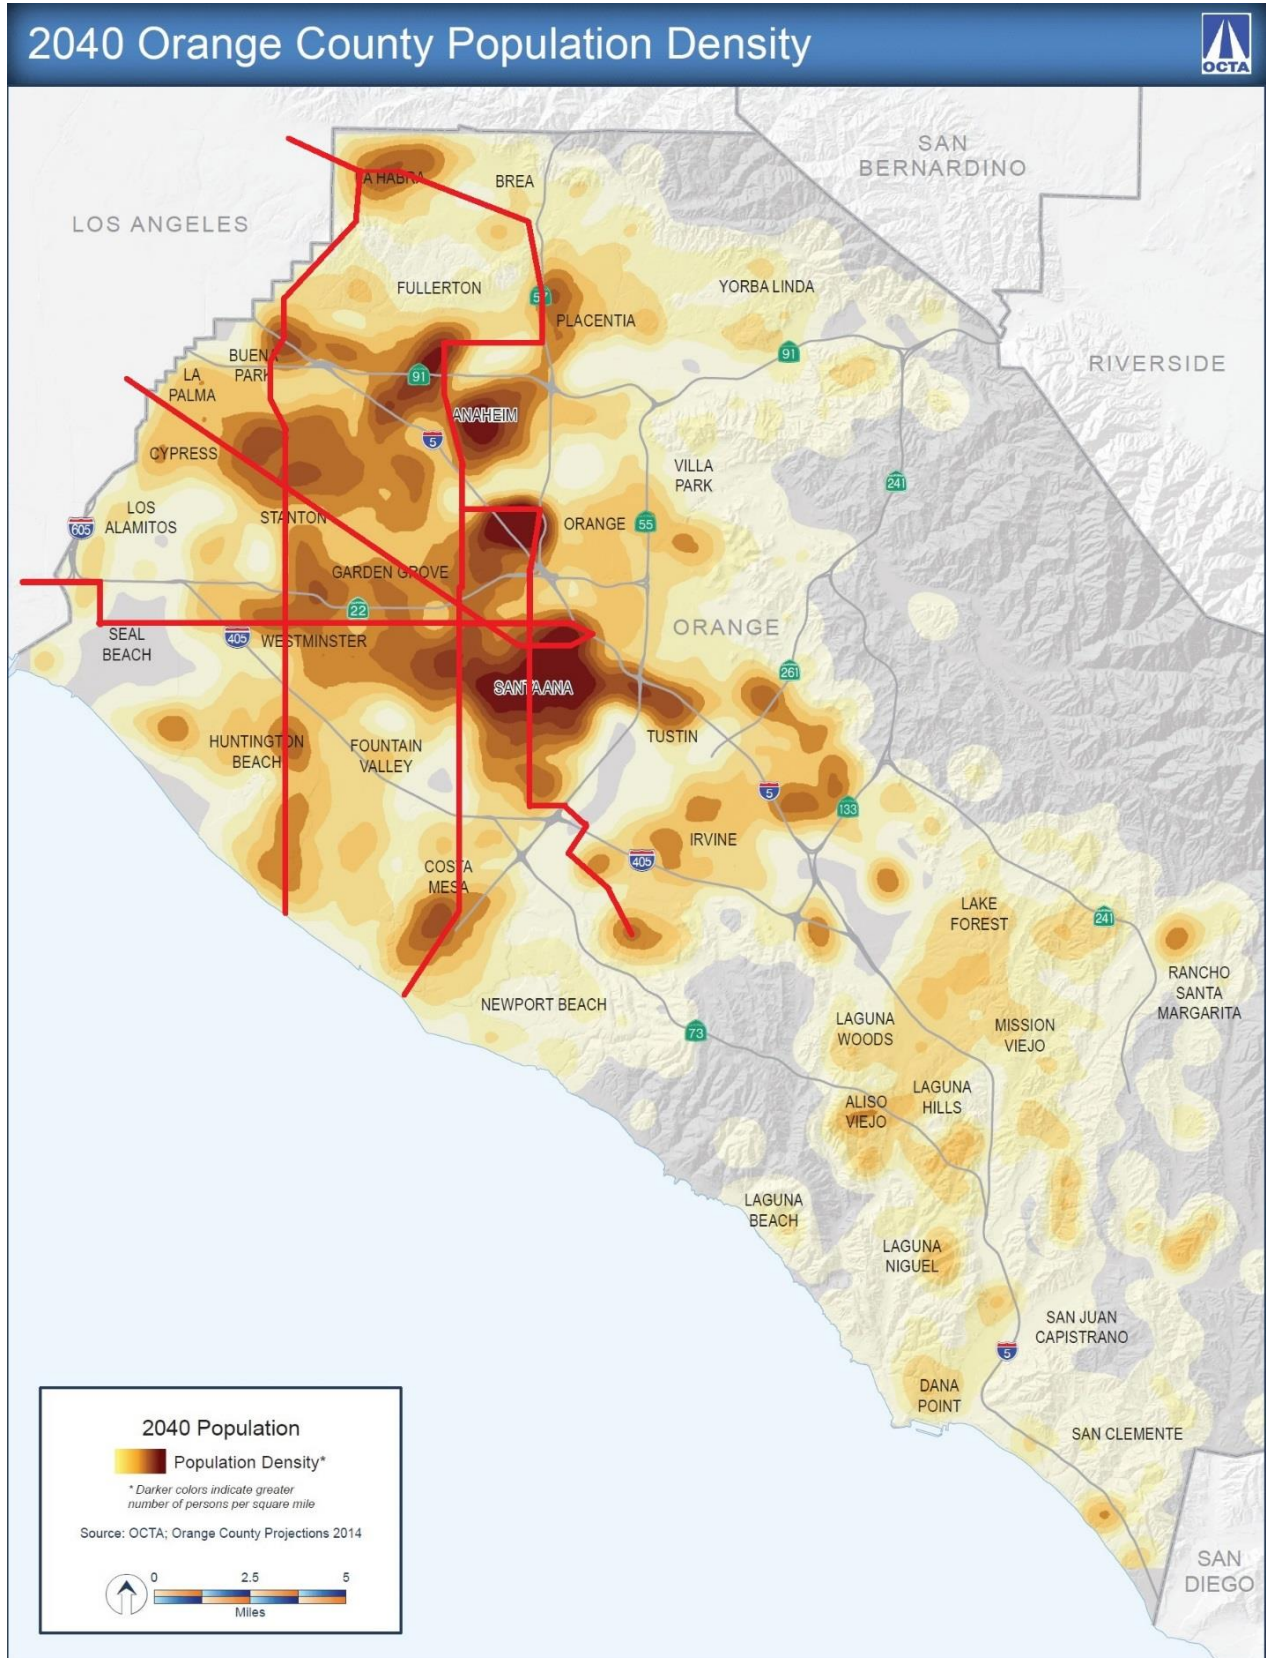 2040 Orange County Population Density
OCTA
SAN
BERNARDINO
LOS ANGELES
LA HABRA
BREA
FULLERTON
57
PLACENTIA
YORBA LINDA
91
RIVERSIDE
BUENA
PARK
LA
PALMA
91
ANAHEIM
5
CYPRESS
VILLA
PARK
241
LOS
ALAMITOS
STANTON
605
ORANGE
55
GARDEN GROVE
22
SEAL
BEACH
405
WESTMINSTER
ORANGE
261
SANTA ANA
TUSTIN
HUNTINGTON
BEACH
FOUNTAIN
VALLEY
5
133
IRVINE
405
COSTA
MESA
LAKE
FOREST
241
RANCHO
SANTA
MARGARITA
NEWPORT BEACH
73
LAGUNA
WOODS
MISSION
VIEJO
ALISO
VIEJO
LAGUNA
HILLS
LAGUNA
BEACH
LAGUNA
NIGUEL
SAN JUAN
CAPISTRANO
5
DANA
POINT
SAN CLEMENTE
SAN
DIEGO
2040 Population
Population Density*
* Darker colors indicate greater
number of persons per square mile
Source: OCTA; Orange County Projections 2014
0 2.5 5
Miles